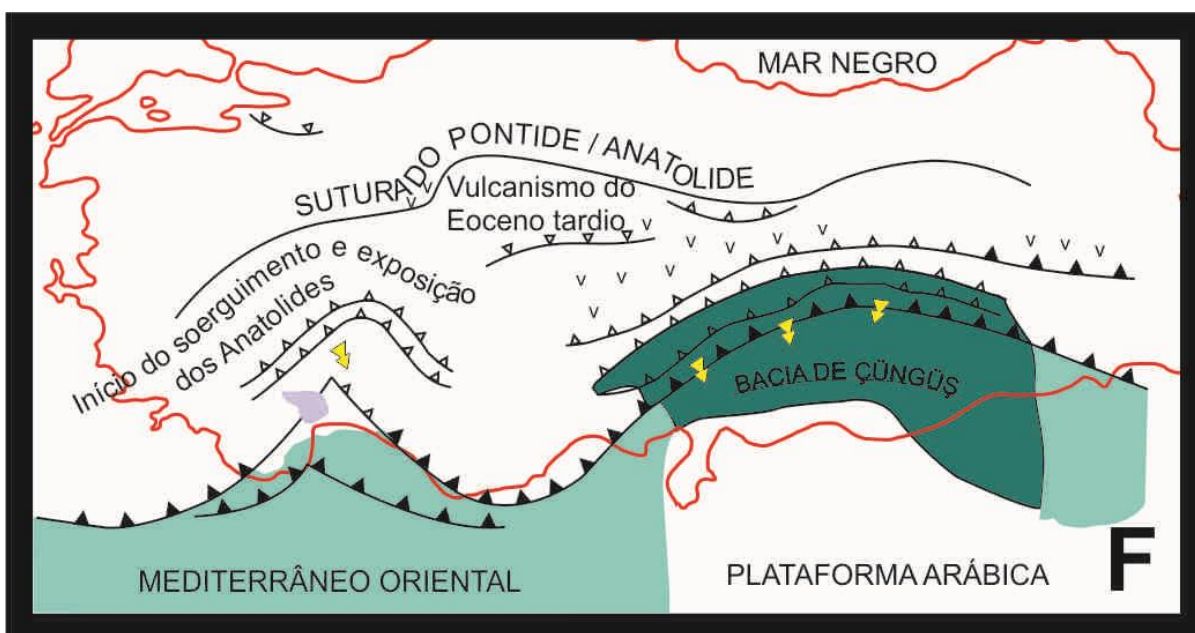 MAR NEGRO
SUTURA DO PONTIDE / ANATOLIDE
Vulcanismo do
Eoceno tardio
Início do soerguimento e exposição
dos Anatolides
BACIA DE ÇÜNGÜŞ
MEDITERRÂNEO ORIENTAL
PLATAFORMA ARÁBICA
F